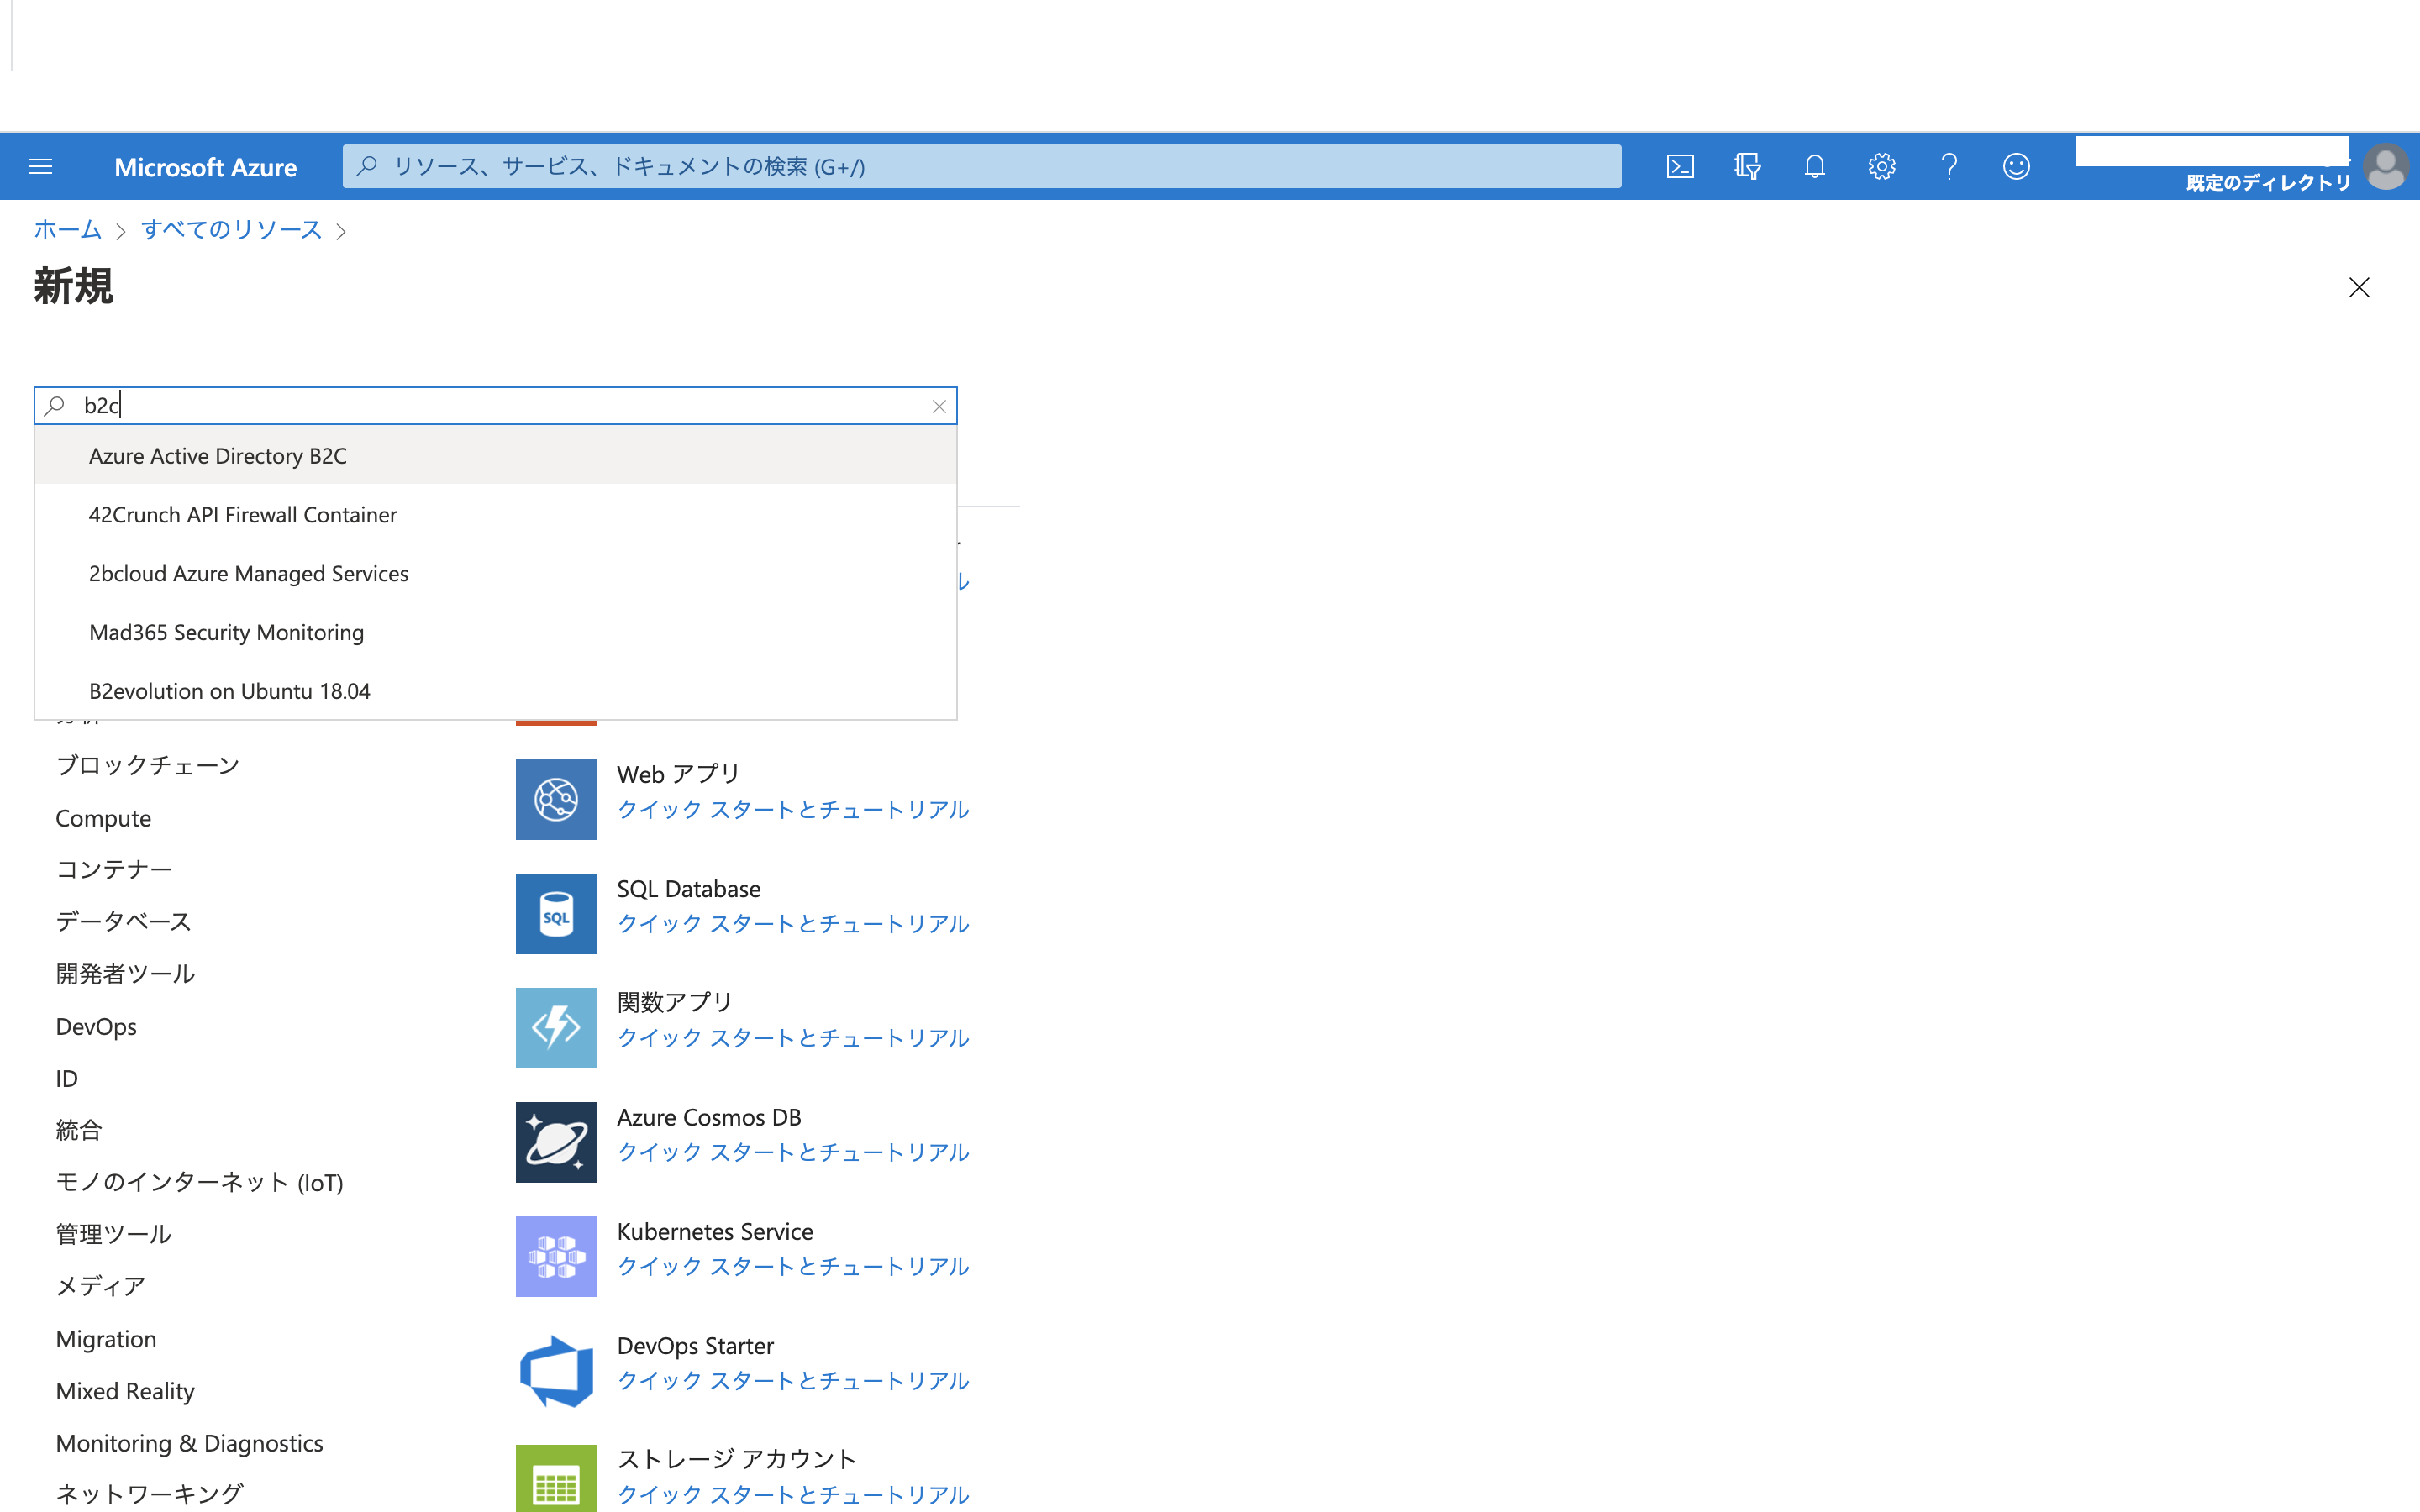 Microsoft Azure
リソース、サービス、ドキュメントの検索 (G+/)
既定のディレクトリ
ホーム > すべてのリソース >
新規
b2c
Azure Active Directory B2C
42Crunch API Firewall Container
2bcloud Azure Managed Services
Mad365 Security Monitoring
B2evolution on Ubuntu 18.04
ブロックチェーン
Compute
コンテナー
データベース
開発者ツール
DevOps
ID
統合
モノのインターネット (IoT)
管理ツール
メディア
Migration
Mixed Reality
Monitoring & Diagnostics
ネットワーキング
ル
Web アプリ
クイック スタートとチュートリアル
SQL
SQL Database
クイック スタートとチュートリアル
関数アプリ
クイック スタートとチュートリアル
Azure Cosmos DB
クイック スタートとチュートリアル
Kubernetes Service
クイック スタートとチュートリアル
DevOps Starter
クイック スタートとチュートリアル
ストレージ アカウント
クイック スタートとチュートリアル